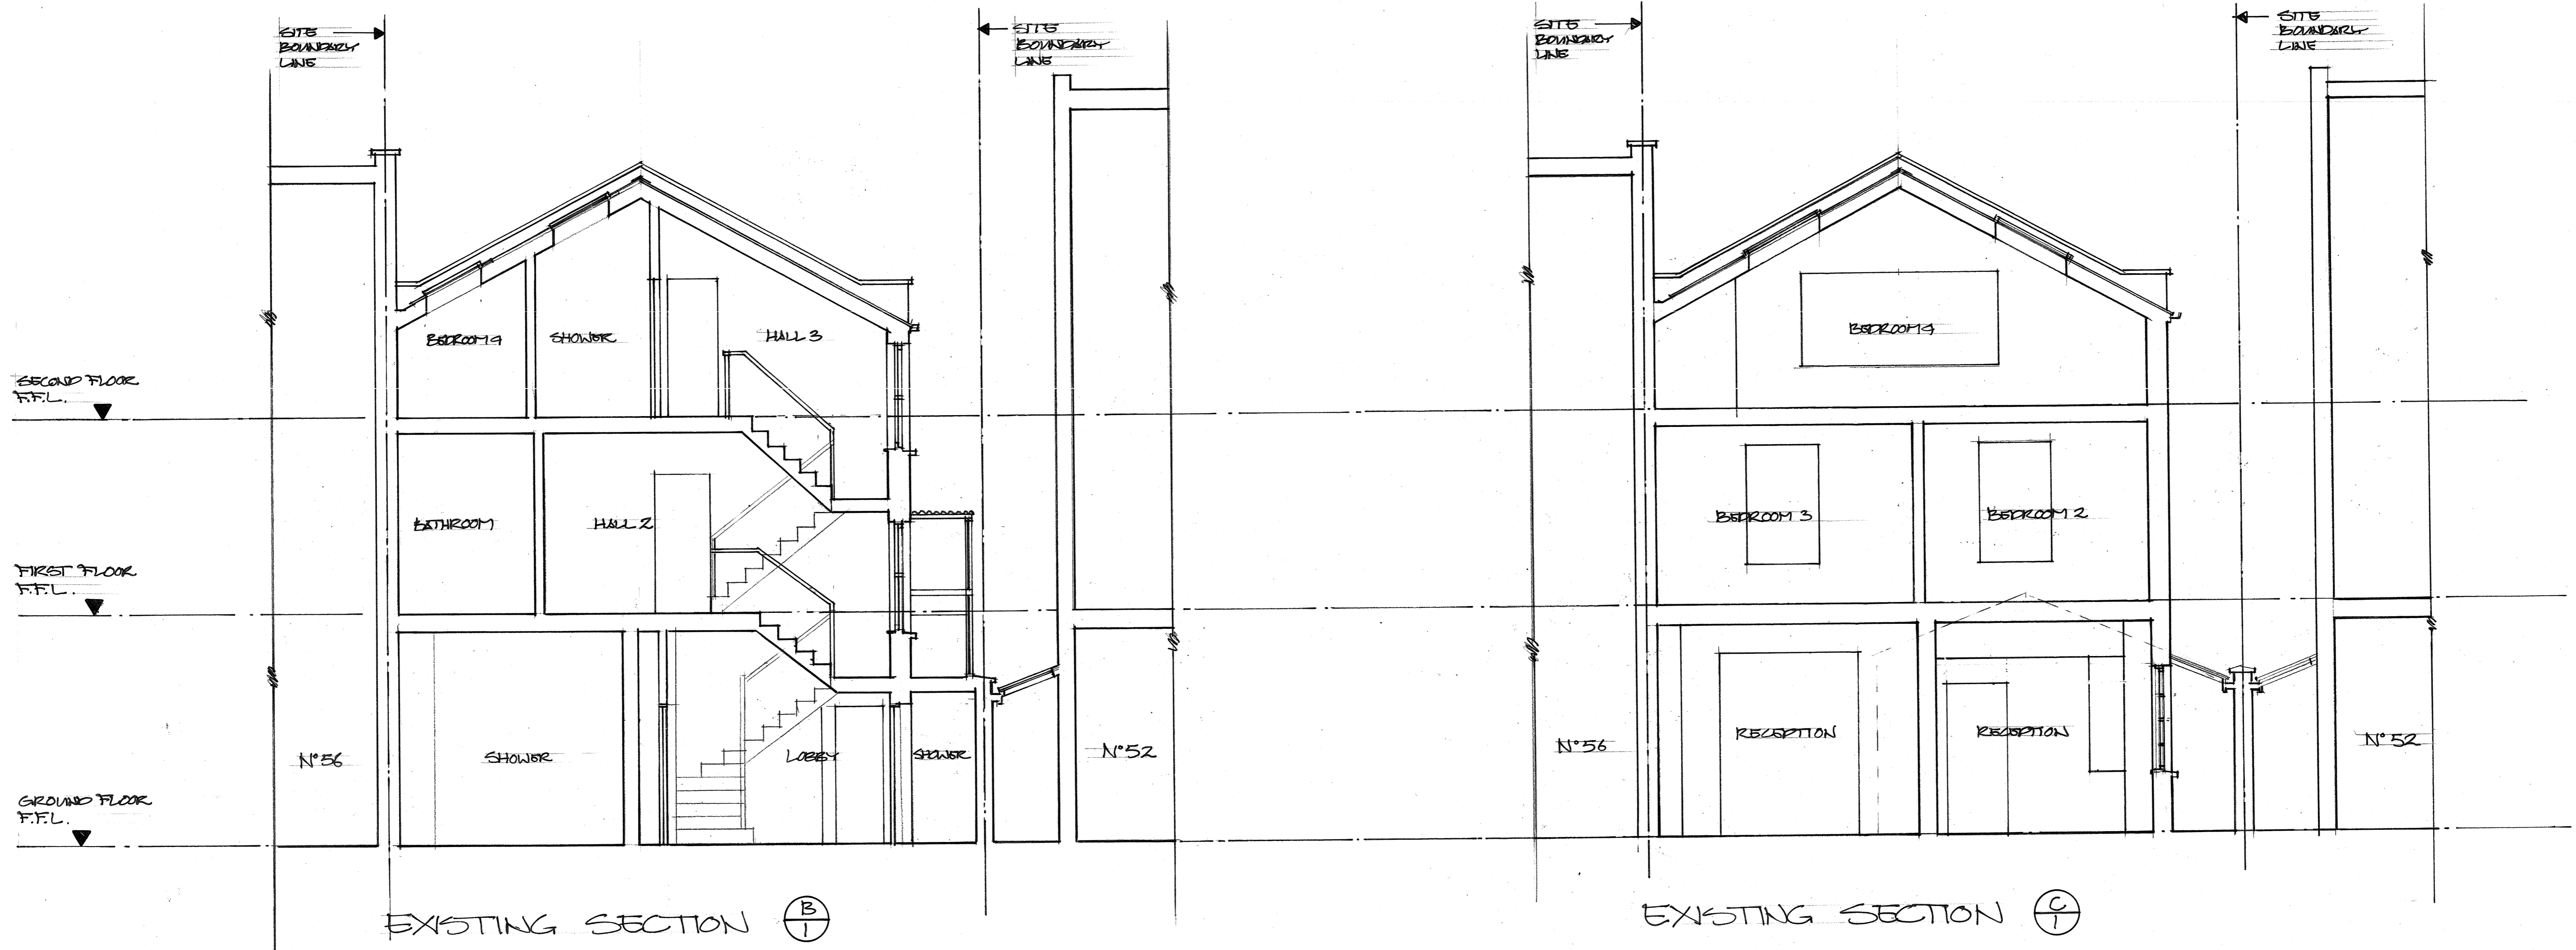 SITE
BOUNDARY
LINE
SITE
BOUNDARY
LINE
SITE
BOUNDARY
LINE
SITE
BOUNDARY
LINE
BEDROOM 4
SHOWER
HALL 3
BEDROOM 4
SECOND FLOOR
F.F.L.
BATHROOM
HALL 2
BEDROOM 3
BEDROOM 2
FIRST FLOOR
F.F.L.
N°56
SHOWER
LOBBY
SHOWER
N°52
N°56
RECEPTION
RECEPTION
N°52
GROUND FLOOR
F.F.L.
EXISTING SECTION B/1
EXISTING SECTION C/1